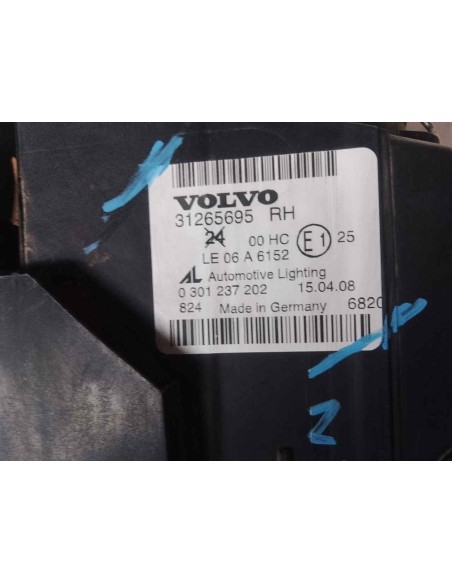 VOLVO
31265695 RH
24 00 HC E1 25
LE 06 A 6152
AL Automotive Lighting
0 301 237 202 15.04.08
824 Made in Germany 6820
2